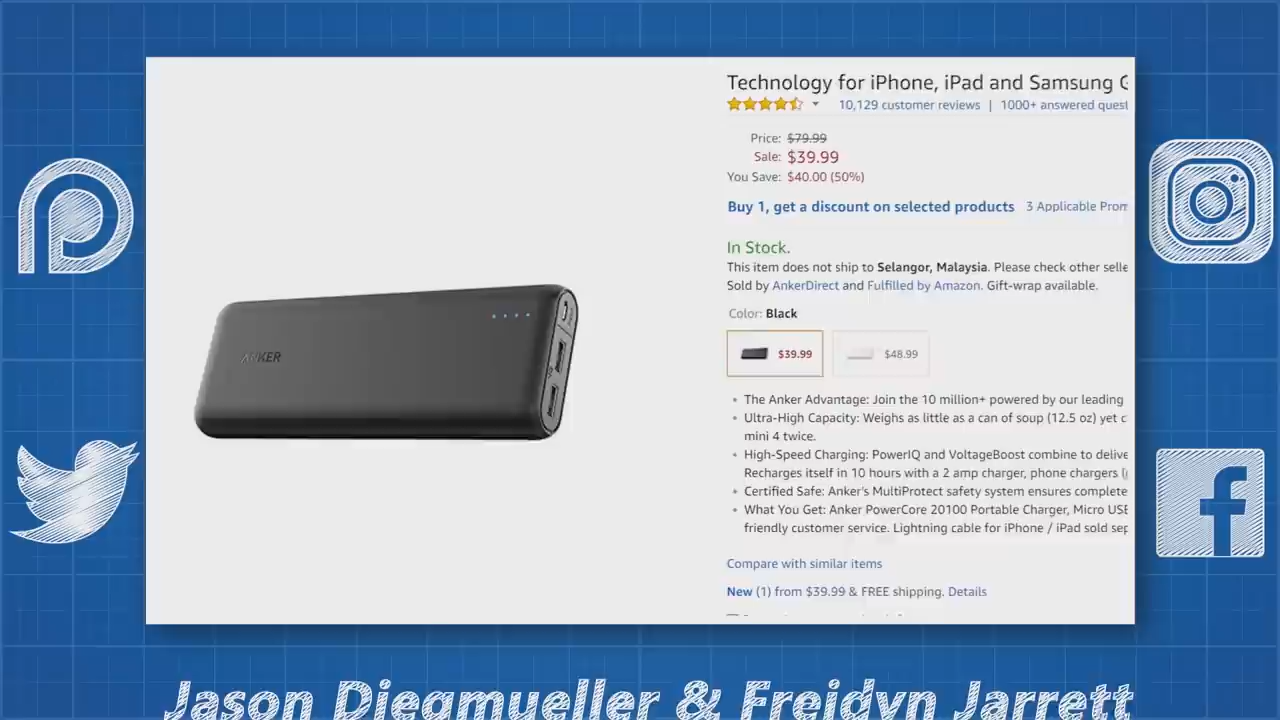 Technology for iPhone, iPad and Samsung
10,129 customer reviews | 1000+ answered quest
Price: $79.99
Sale: $39.99
You Save: $40.00 (50%)
Buy 1, get a discount on selected products 3 Applicable Prom
In Stock.
This item does not ship to Selangor, Malaysia. Please check other selle
Sold by AnkerDirect and Fulfilled by Amazon. Gift-wrap available.
Color: Black
$39.99 $48.99
ANKER
The Anker Advantage: Join the 10 million+ powered by our leading
Ultra-High Capacity: Weighs as little as a can of soup (12.5 oz) yet c
mini 4 twice.
High-Speed Charging: PowerIQ and VoltageBoost combine to delive
Recharges itself in 10 hours with a 2 amp charger, phone chargers (
Certified Safe: Anker's MultiProtect safety system ensures complete
What You Get: Anker PowerCore 20100 Portable Charger, Micro USB
friendly customer service. Lightning cable for iPhone / iPad sold sep
Compare with similar items
New (1) from $39.99 & FREE shipping. Details
Jason Diegmueller & Freidyn Jarrett